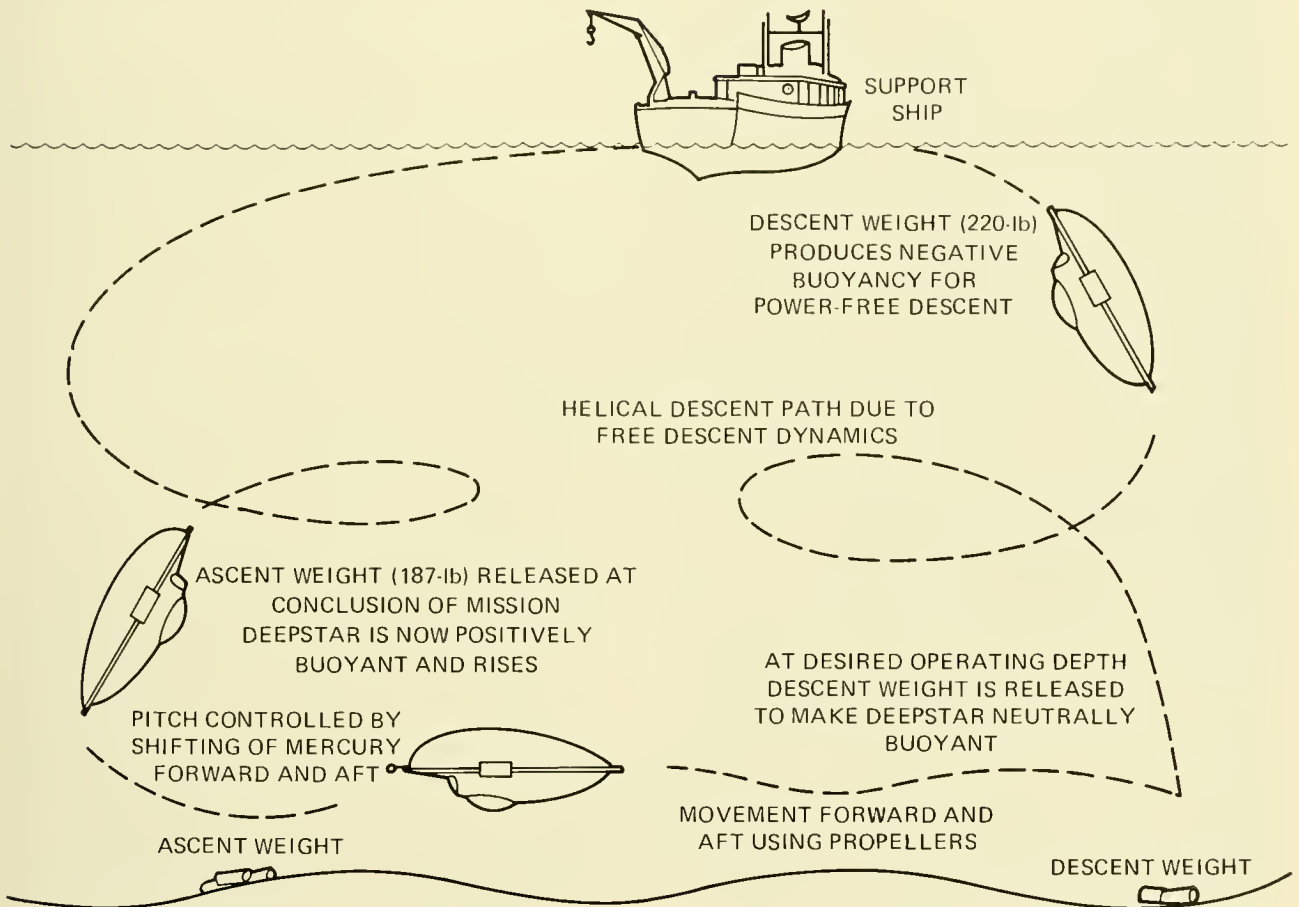 SUPPORT
SHIP
DESCENT WEIGHT (220-lb)
PRODUCES NEGATIVE
BUOYANCY FOR
POWER-FREE DESCENT
HELICAL DESCENT PATH DUE TO
FREE DESCENT DYNAMICS
ASCENT WEIGHT (187-lb) RELEASED AT
CONCLUSION OF MISSION
DEEPSTAR IS NOW POSITIVELY
BUOYANT AND RISES
AT DESIRED OPERATING DEPTH
DESCENT WEIGHT IS RELEASED
TO MAKE DEEPSTAR NEUTRALLY
BUOYANT
PITCH CONTROLLED BY
SHIFTING OF MERCURY
FORWARD AND AFT
MOVEMENT FORWARD AND
AFT USING PROPELLERS
ASCENT WEIGHT
DESCENT WEIGHT